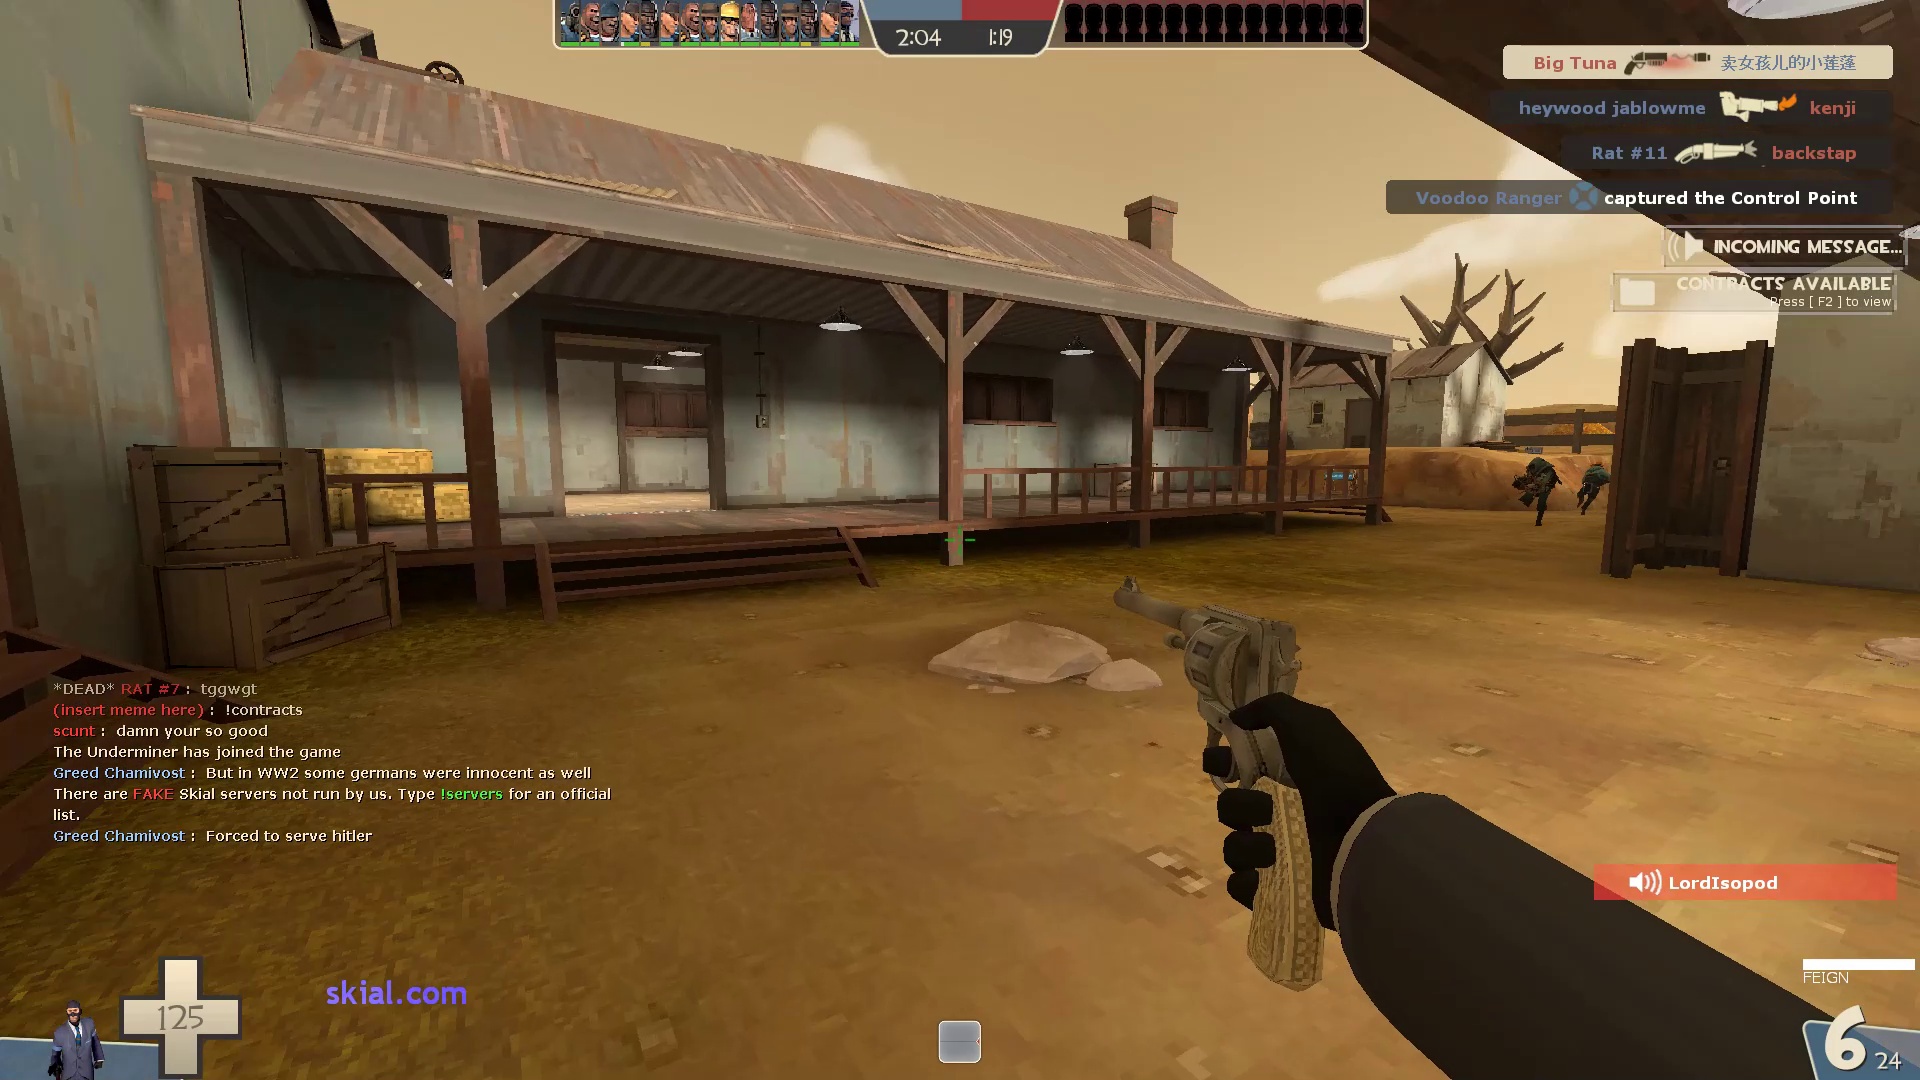 2:04 1:19
Big Tuna 卖女孩儿的小莲蓬
heywood jablowme kenji
Rat #11 backstap
Voodoo Ranger captured the Control Point
INCOMING MESSAGE...
CONTRACTS AVAILABLE
Press [ F2 ] to view
*DEAD* RAT #7 : tggwgt
(insert meme here) : !contracts
scunt : damn your so good
The Underminer has joined the game
Greed Chamivost : But in WW2 some germans were innocent as well
There are FAKE Skial servers not run by us. Type !servers for an official
list.
Greed Chamivost : Forced to serve hitler
LordIsopod
FEIGN
skial.com
125
6 24